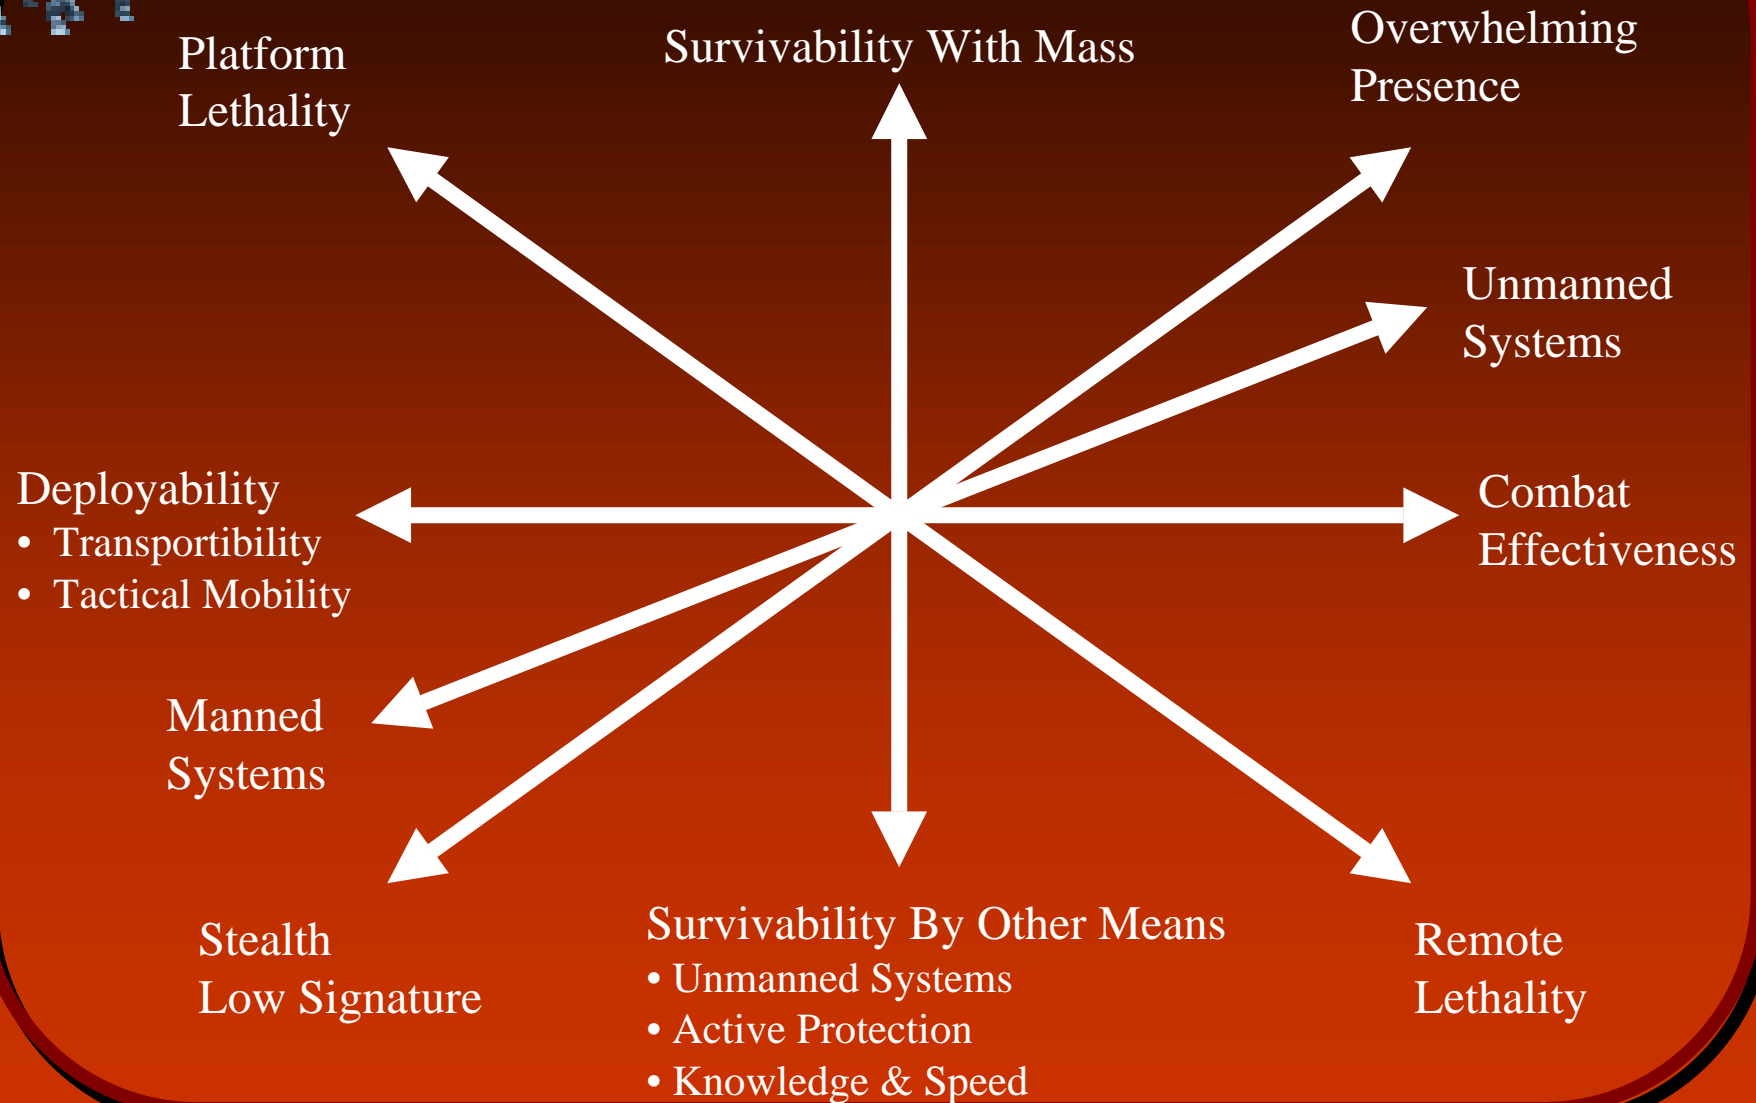 Platform
Lethality
Survivability With Mass
Overwhelming
Presence
Unmanned
Systems
Deployability
• Transportibility
• Tactical Mobility
Combat
Effectiveness
Manned
Systems
Stealth
Low Signature
Survivability By Other Means
• Unmanned Systems
• Active Protection
• Knowledge & Speed
Remote
Lethality